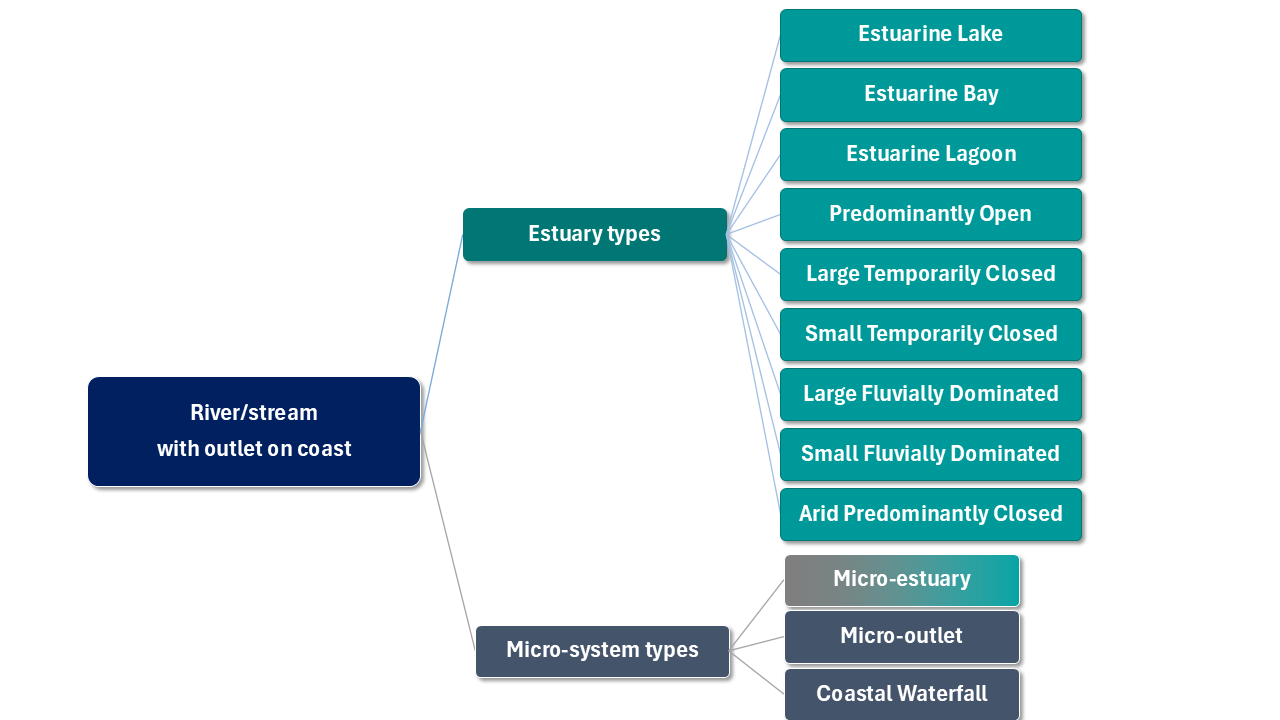 River/stream
with outlet on coast
Estuary types
Estuarine Lake
Estuarine Bay
Estuarine Lagoon
Predominantly Open
Large Temporarily Closed
Small Temporarily Closed
Large Fluvially Dominated
Small Fluvially Dominated
Arid Predominantly Closed
Micro-system types
Micro-estuary
Micro-outlet
Coastal Waterfall